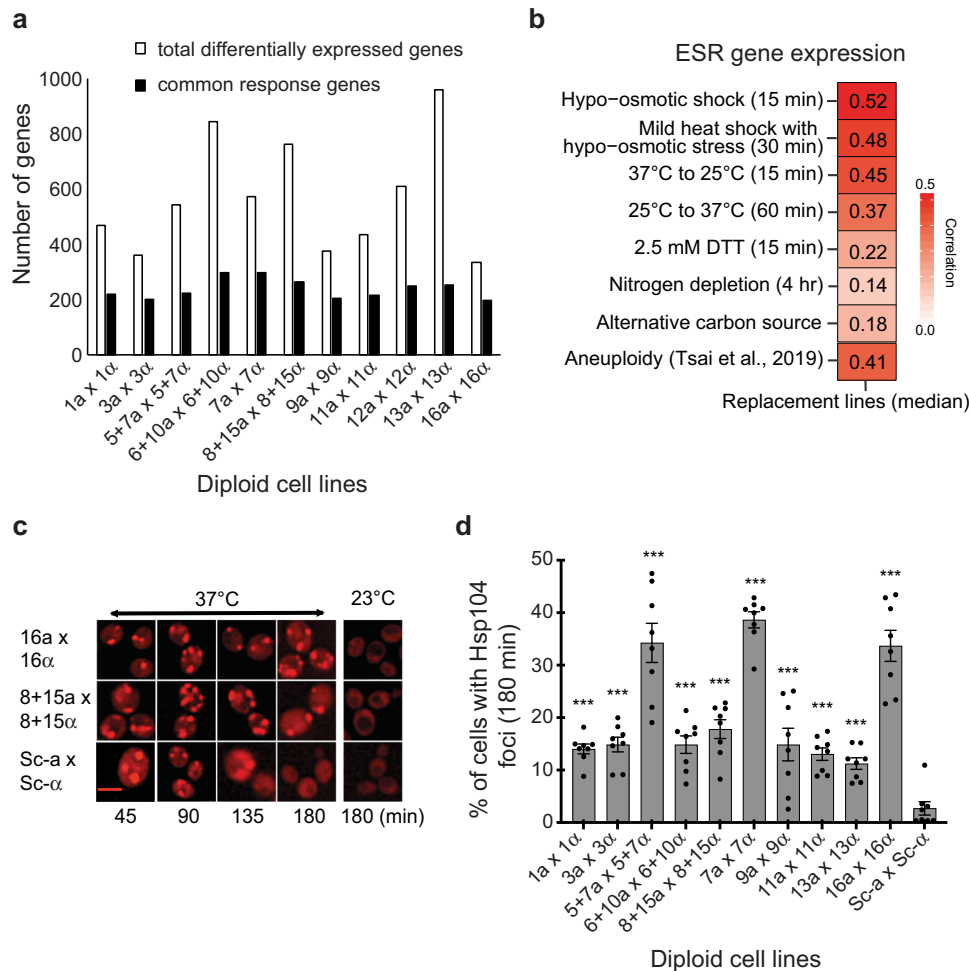 a
total differentially expressed genes
common response genes
Number of genes
1000
800
600
400
200
0
1a x 1α
3a x 3α
5+7a x 5+7α
6+10a x 6+10α
7a x 7α
8+15a x 8+15α
9a x 9α
11a x 11α
12a x 12α
13a x 13α
16a x 16α
Diploid cell lines
b
ESR gene expression
Hypo−osmotic shock (15 min)
0.52
Mild heat shock with
hypo−osmotic stress (30 min)
0.48
37°C to 25°C (15 min)
0.45
25°C to 37°C (60 min)
0.37
2.5 mM DTT (15 min)
0.22
Nitrogen depletion (4 hr)
0.14
Alternative carbon source
0.18
Aneuploidy (Tsai et al., 2019)
0.41
Replacement lines (median)
0.5
0.0
Correlation
c
37°C
23°C
16a x
16α
8+15a x
8+15α
Sc-a x
Sc-α
45 90 135 180 180 (min)
d
% of cells with Hsp104
foci (180 min)
50
40
30
20
10
0
***
***
***
***
***
***
***
***
***
***
1a x 1α
3a x 3α
5+7a x 5+7α
6+10a x 6+10α
8+15a x 8+15α
7a x 7α
9a x 9α
11a x 11α
13a x 13α
16a x 16α
Sc-a x Sc-α
Diploid cell lines